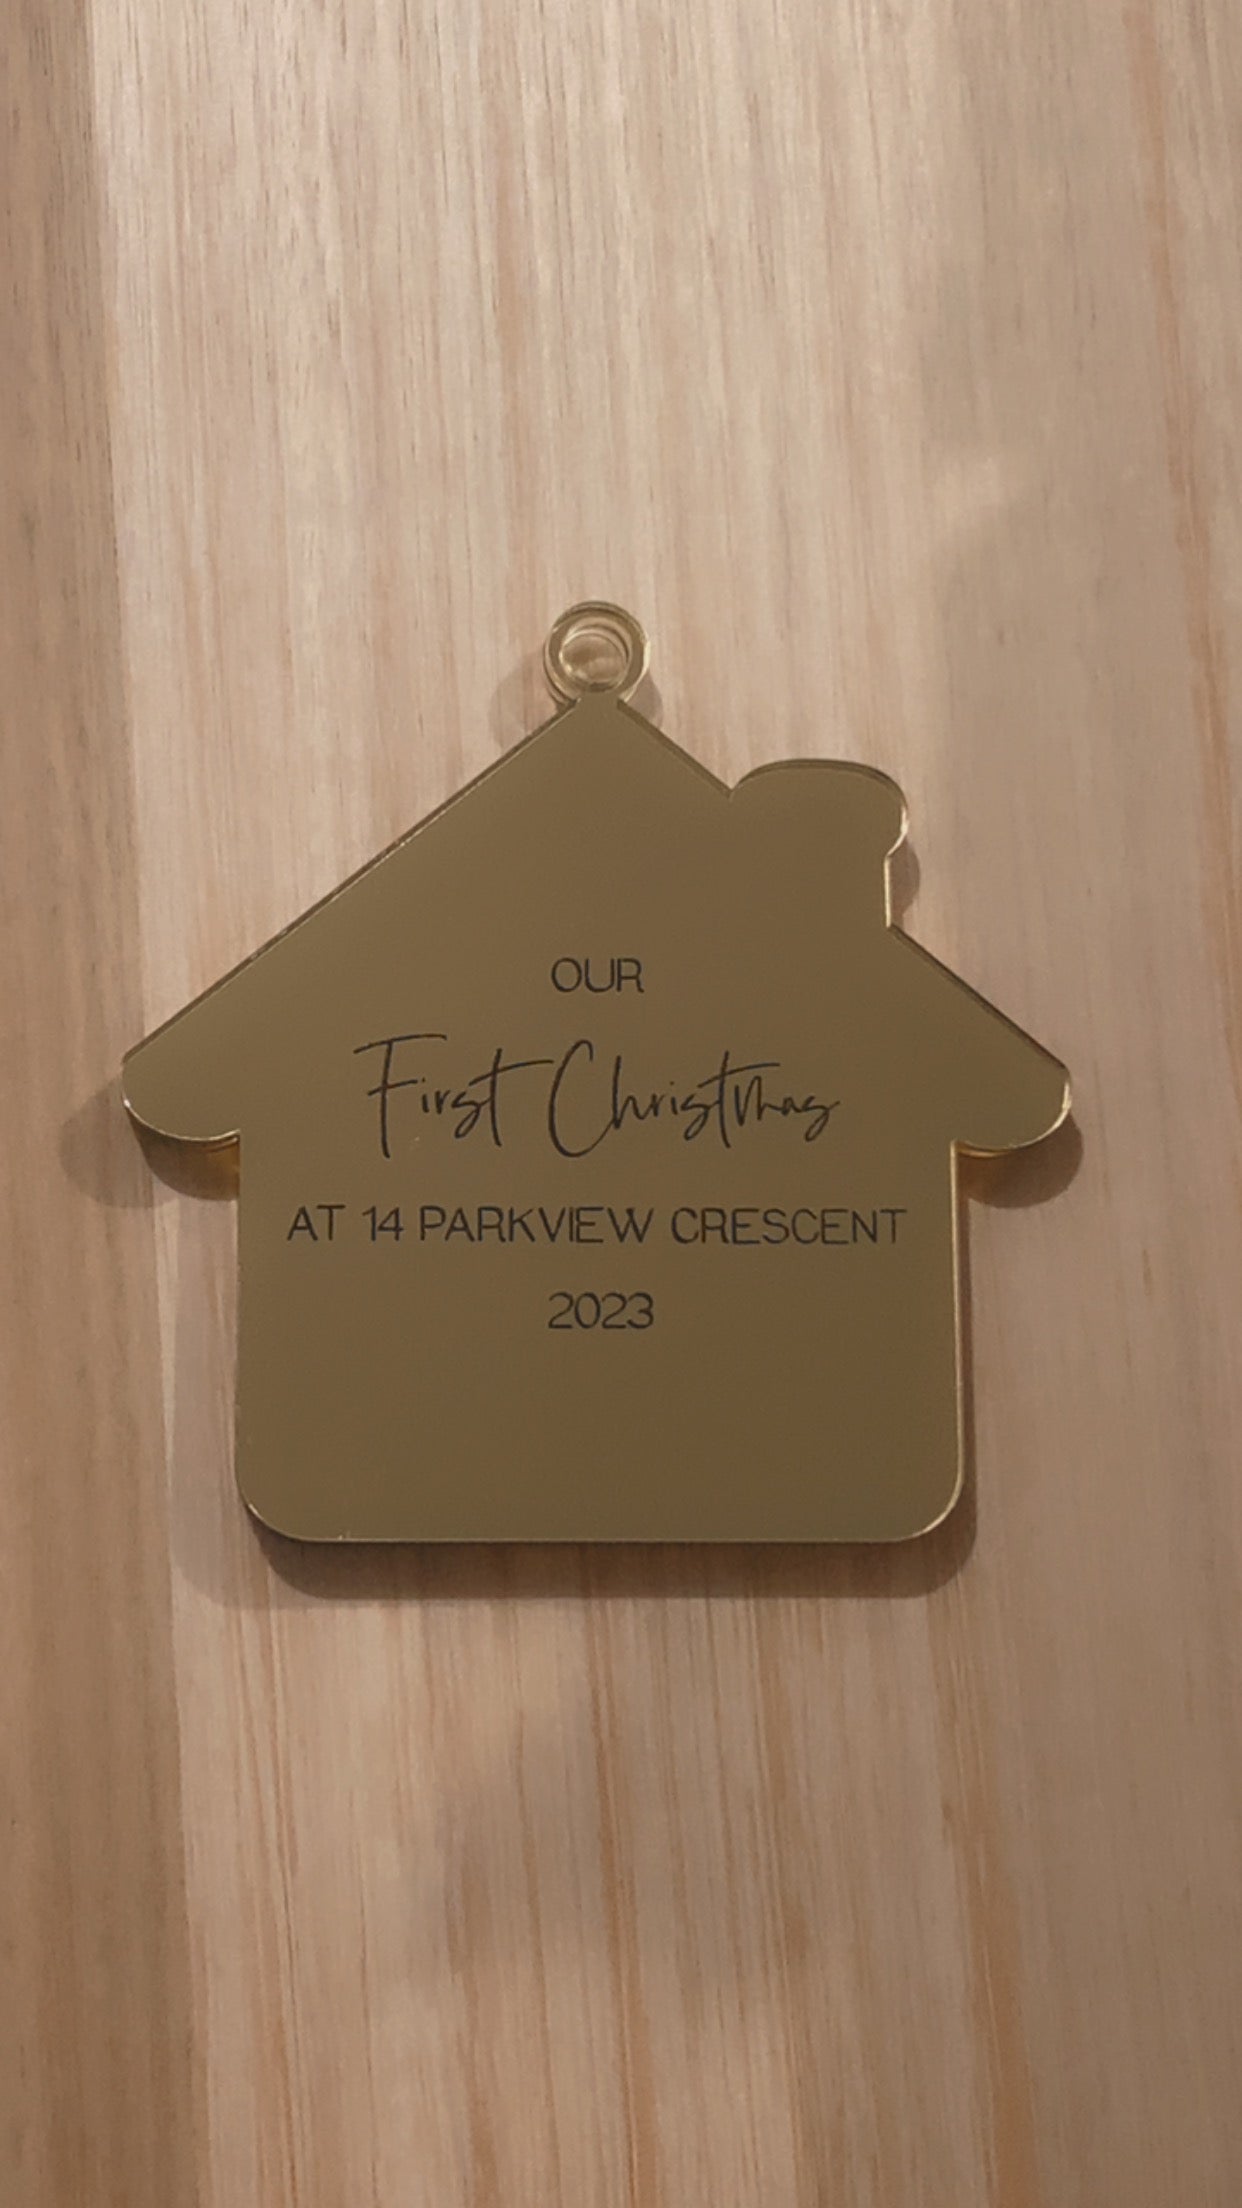 OUR
First Christmas
AT 14 PARKVIEW CRESCENT
2023